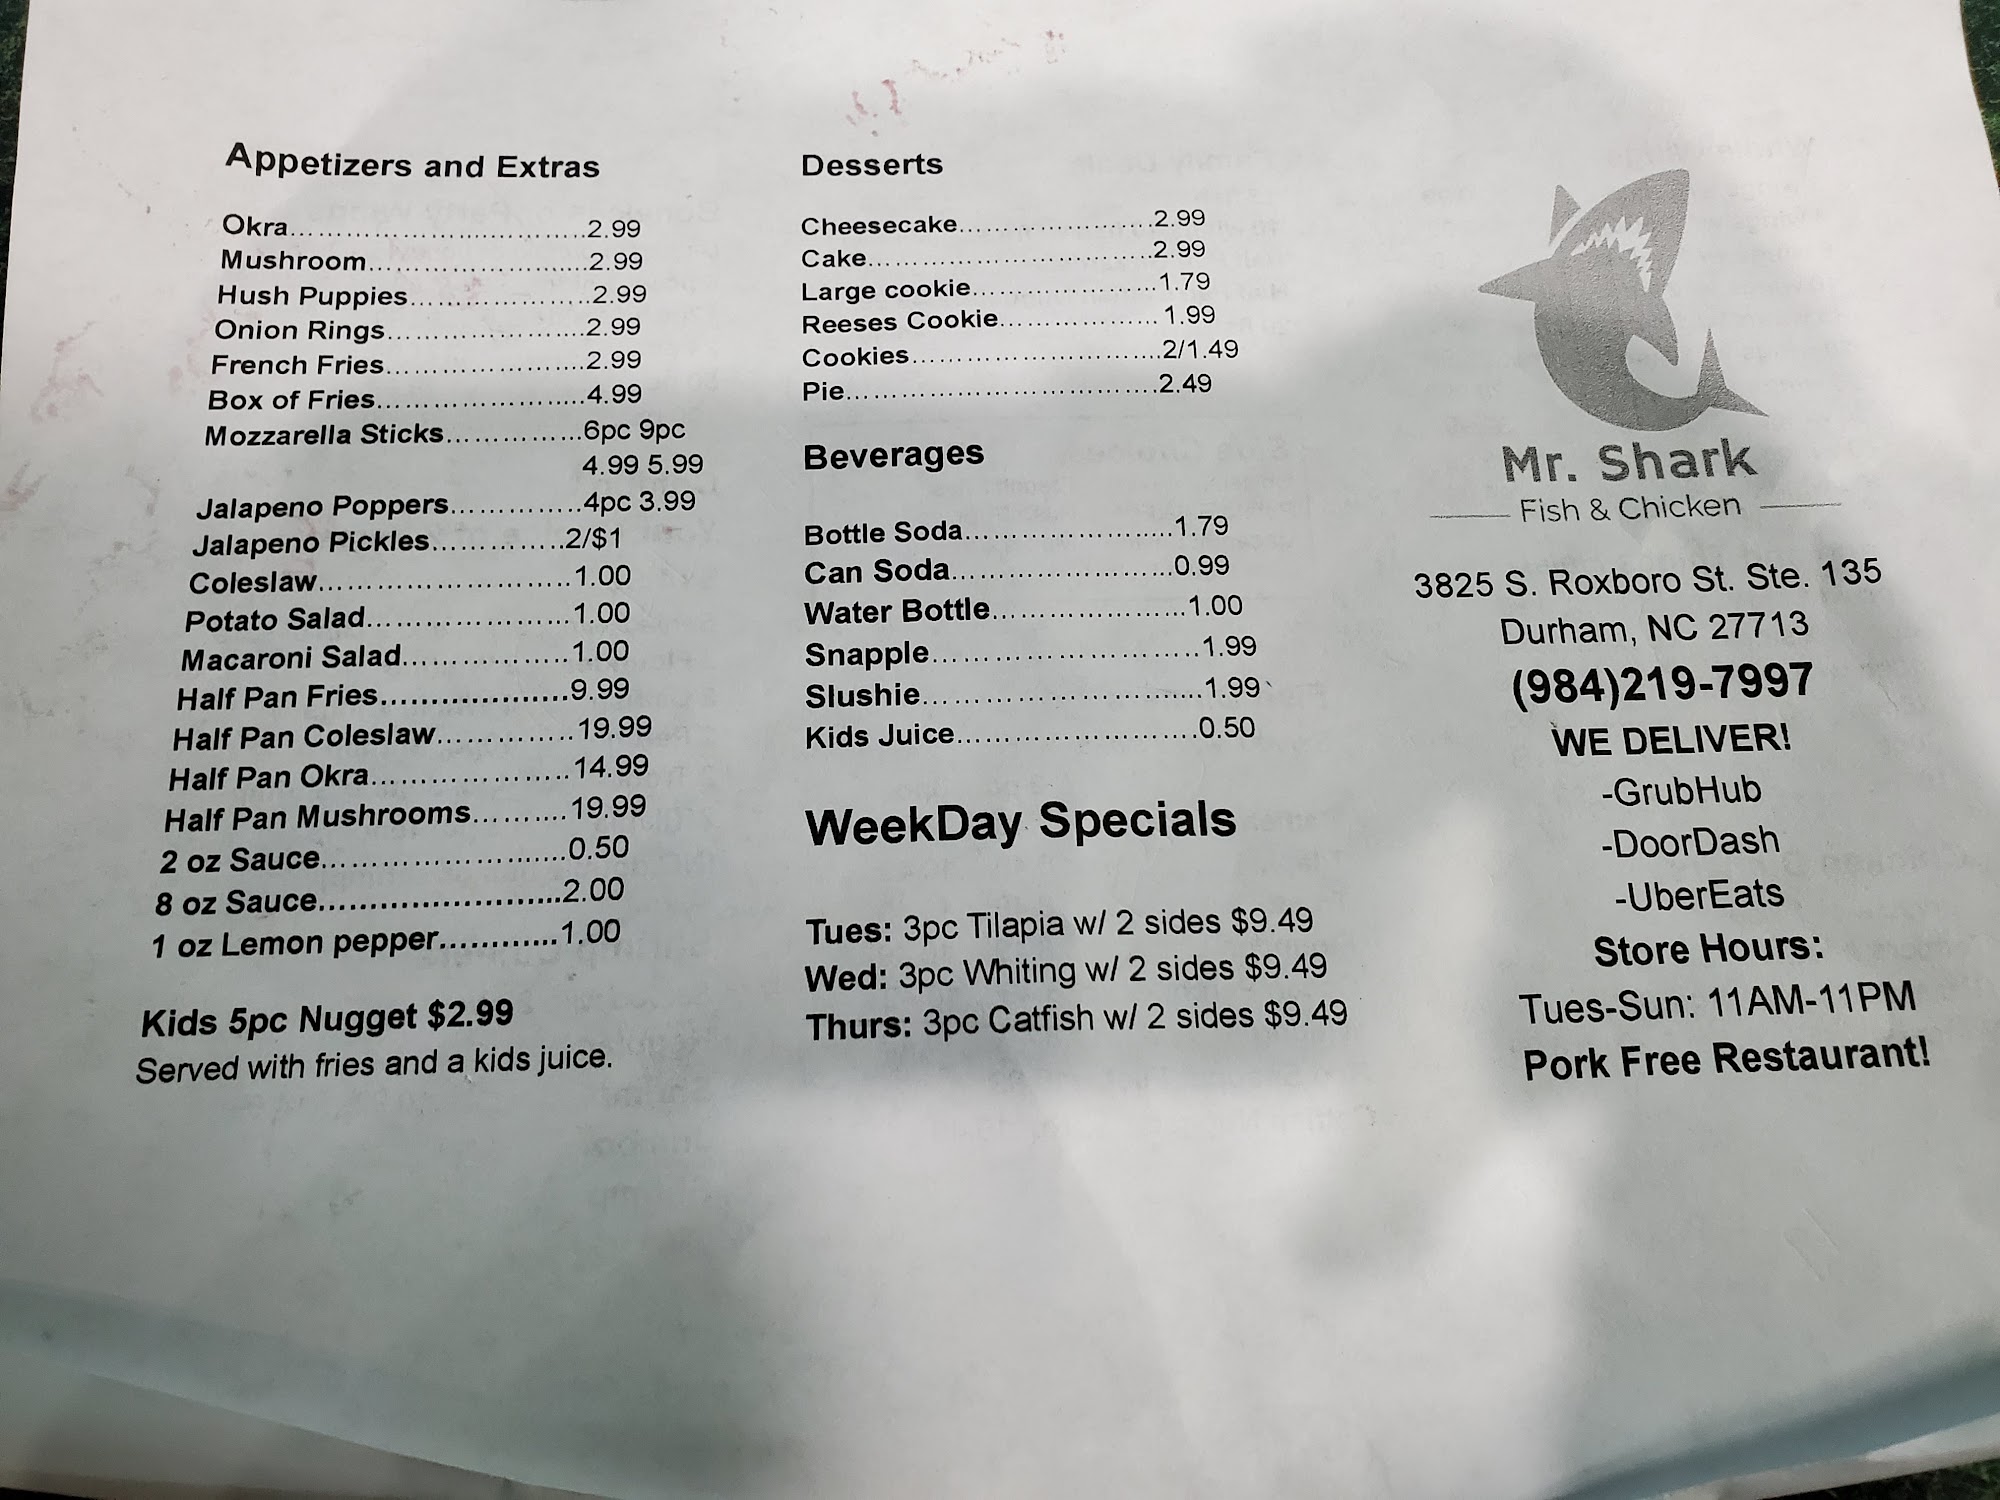 Appetizers and Extras
Okra..............................2.99
Mushroom..........................2.99
Hush Puppies.....................2.99
Onion Rings.......................2.99
French Fries.......................2.99
Box of Fries.......................4.99
Mozzarella Sticks...............6pc 9pc
4.99 5.99
Jalapeno Poppers..............4pc 3.99
Jalapeno Pickles..............2/$1
Coleslaw............................1.00
Potato Salad.......................1.00
Macaroni Salad..................1.00
Half Pan Fries...................9.99
Half Pan Coleslaw..............19.99
Half Pan Okra.....................14.99
Half Pan Mushrooms..........19.99
2 oz Sauce..........................0.50
8 oz Sauce........................2.00
1 oz Lemon pepper............1.00
Kids 5pc Nugget $2.99
Served with fries and a kids juice.
Desserts
Cheesecake......................2.99
Cake................................2.99
Large cookie.....................1.79
Reeses Cookie..................1.99
Cookies............................2/1.49
Pie...................................2.49
Beverages
Bottle Soda.......................1.79
Can Soda.........................0.99
Water Bottle......................1.00
Snapple............................1.99
Slushie.............................1.99
Kids Juice.........................0.50
WeekDay Specials
Tues: 3pc Tilapia w/ 2 sides $9.49
Wed: 3pc Whiting w/ 2 sides $9.49
Thurs: 3pc Catfish w/ 2 sides $9.49
Mr. Shark
Fish & Chicken
3825 S. Roxboro St. Ste. 135
Durham, NC 27713
(984)219-7997
WE DELIVER!
-GrubHub
-DoorDash
-UberEats
Store Hours:
Tues-Sun: 11AM-11PM
Pork Free Restaurant!